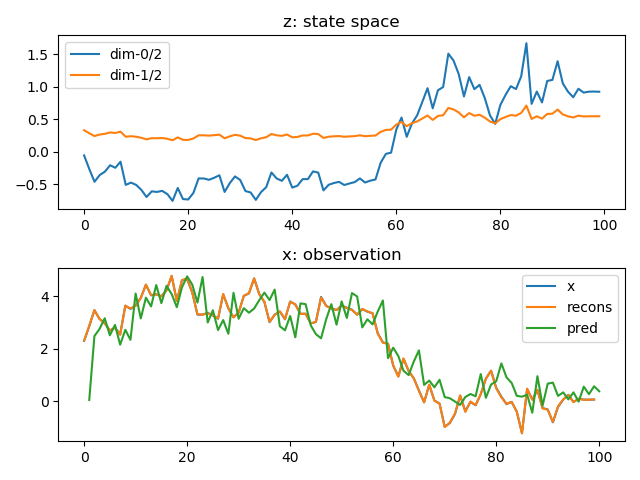 z: state space
dim-0/2
dim-1/2
1.5
1.0
0.5
0.0
−0.5
0 20 40 60 80 100
x: observation
x
recons
pred
4
2
0
0 20 40 60 80 100